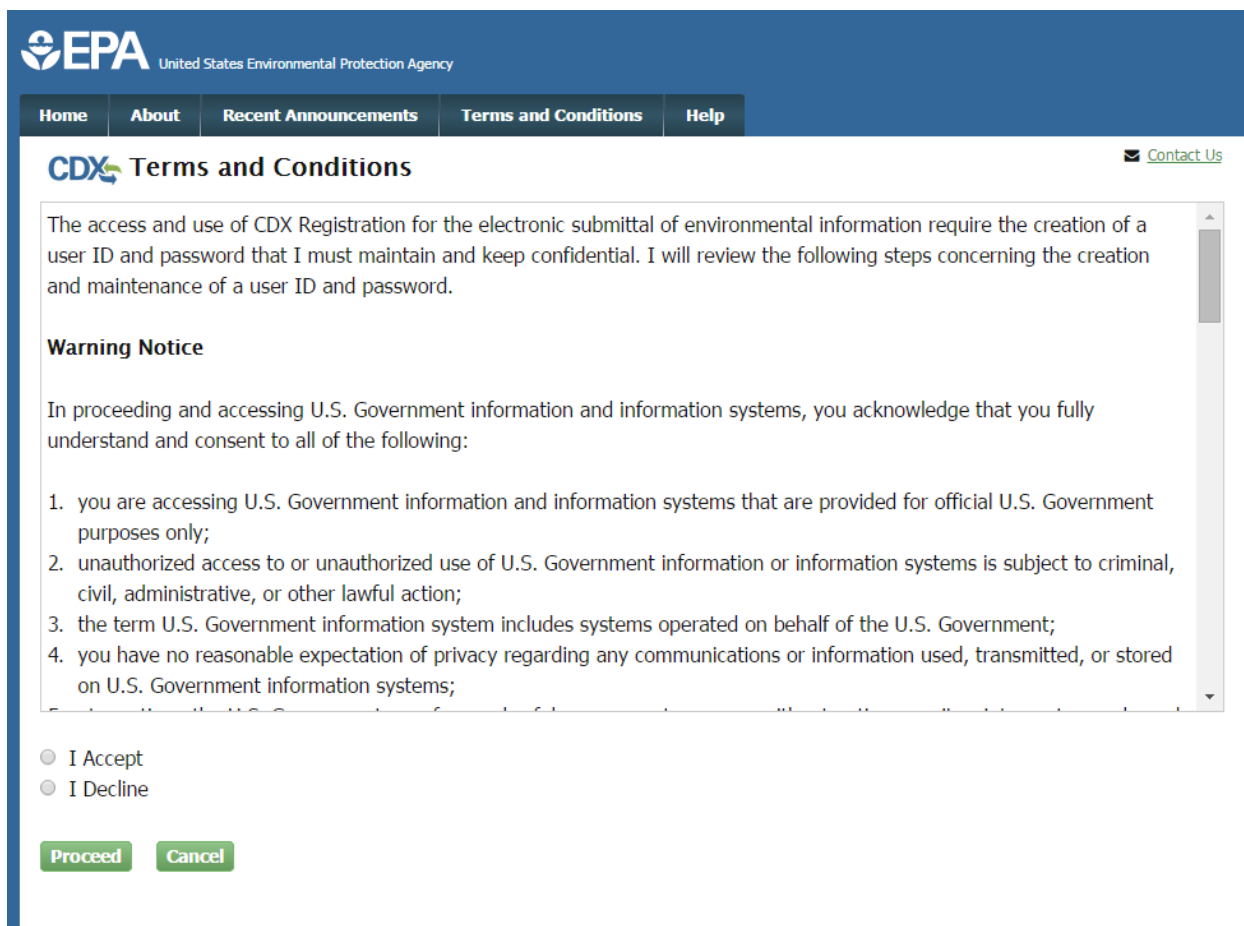 EPA United States Environmental Protection Agency
Home About Recent Announcements Terms and Conditions Help
CDX Terms and Conditions
Contact Us
The access and use of CDX Registration for the electronic submittal of environmental information require the creation of a
user ID and password that I must maintain and keep confidential. I will review the following steps concerning the creation
and maintenance of a user ID and password.
Warning Notice
In proceeding and accessing U.S. Government information and information systems, you acknowledge that you fully
understand and consent to all of the following:
1. you are accessing U.S. Government information and information systems that are provided for official U.S. Government
purposes only;
2. unauthorized access to or unauthorized use of U.S. Government information or information systems is subject to criminal,
civil, administrative, or other lawful action;
3. the term U.S. Government information system includes systems operated on behalf of the U.S. Government;
4. you have no reasonable expectation of privacy regarding any communications or information used, transmitted, or stored
on U.S. Government information systems;
I Accept
I Decline
Proceed Cancel